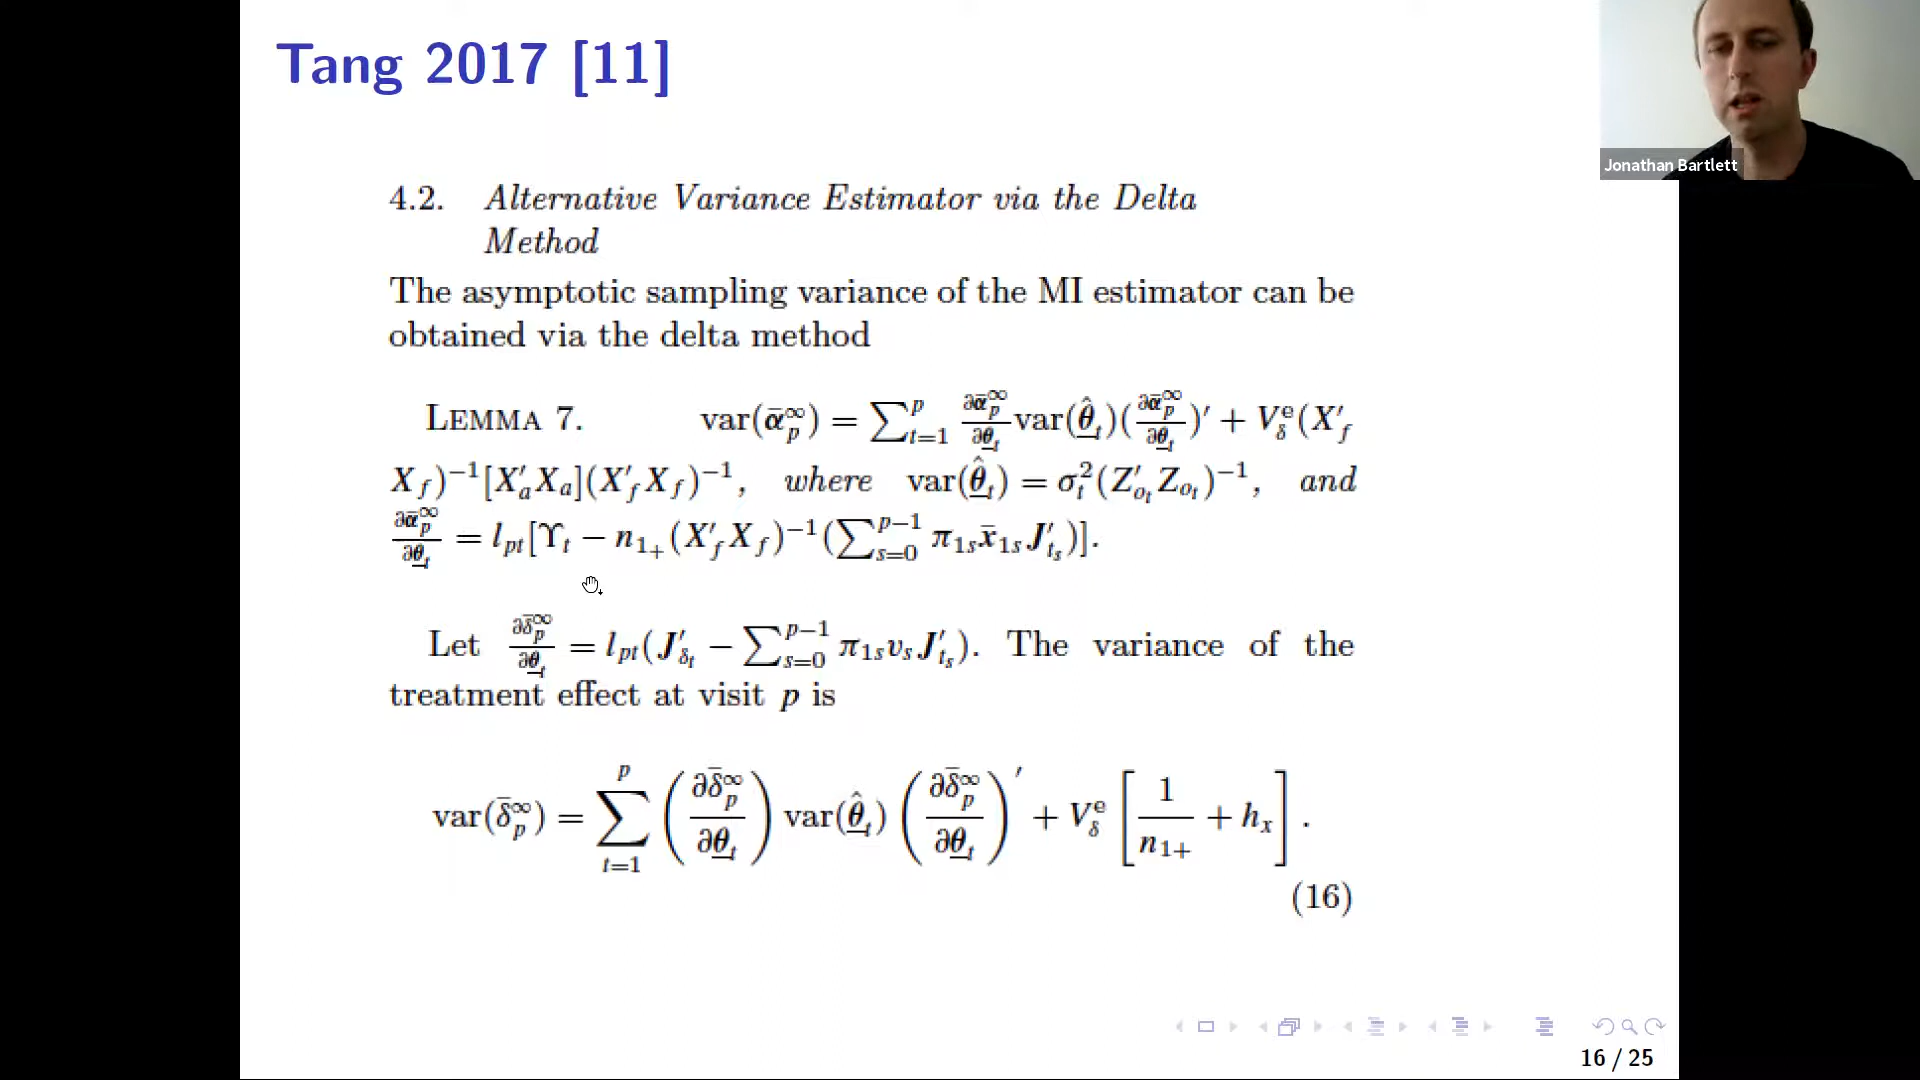 Tang 2017 [11]
Jonathan Bartlett
4.2. Alternative Variance Estimator via the Delta
Method
The asymptotic sampling variance of the MI estimator can be
obtained via the delta method
LEMMA 7. var(ᾱ_p^∞) = ∑_{t=1}^p ∂ᾱ_p^∞/∂θ_t var(θ̂_t)(∂ᾱ_p^∞/∂θ_t)′ + V_δ^e(X′_f
X_f)^{−1}[X′_a X_a](X′_f X_f)^{−1}, where var(θ̂_t) = σ_t^2(Z′_{o_t} Z_{o_t})^{−1}, and
∂ᾱ_p^∞/∂θ_t = l_{pt}[ϒ_t − n_{1+}(X′_f X_f)^{−1}(∑_{s=0}^{p−1} π_{1s} x̄_{1s} J′_{t_s})].
Let ∂δ̄_p^∞/∂θ_t = l_{pt}(J′_{δ_t} − ∑_{s=0}^{p−1} π_{1s} v_s J′_{t_s}). The variance of the
treatment effect at visit p is
var(δ̄_p^∞) = ∑_{t=1}^p (∂δ̄_p^∞/∂θ_t) var(θ̂_t) (∂δ̄_p^∞/∂θ_t)′ + V_δ^e [1/n_{1+} + h_x].
(16)
16 / 25